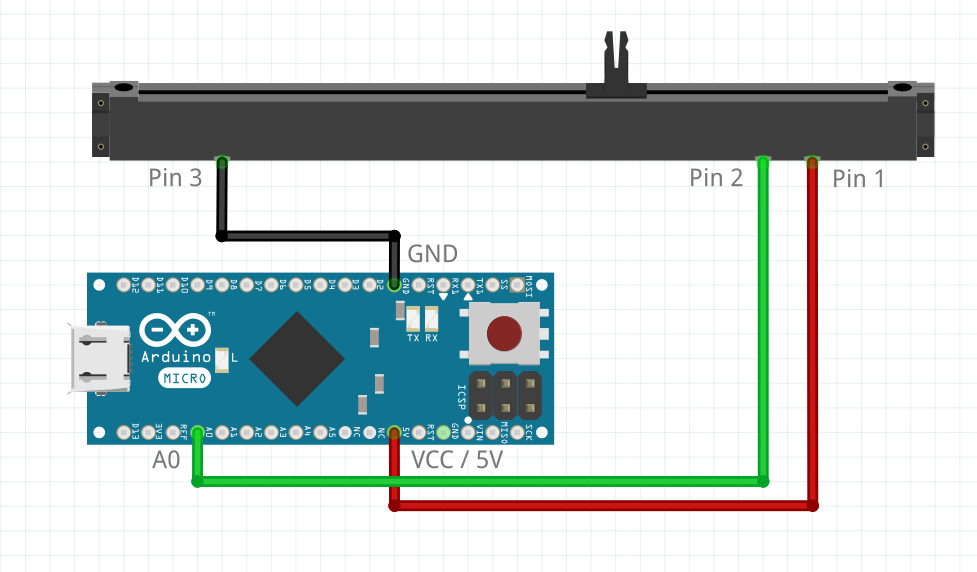 Pin 3
Pin 2
Pin 1
GND
D12
D11
D10
D9
D8
D7
D6
D5
D4
D3
D2
GND
RST
RX1
TX1
SS
MOSI
TM
Arduino
MICRO
L
TX RX
ICSP
D13
3V3
REF
A0
A1
A2
A3
A4
A5
NC
NC
5V
RST
GND
VIN
MISO
SCK
A0
VCC / 5V